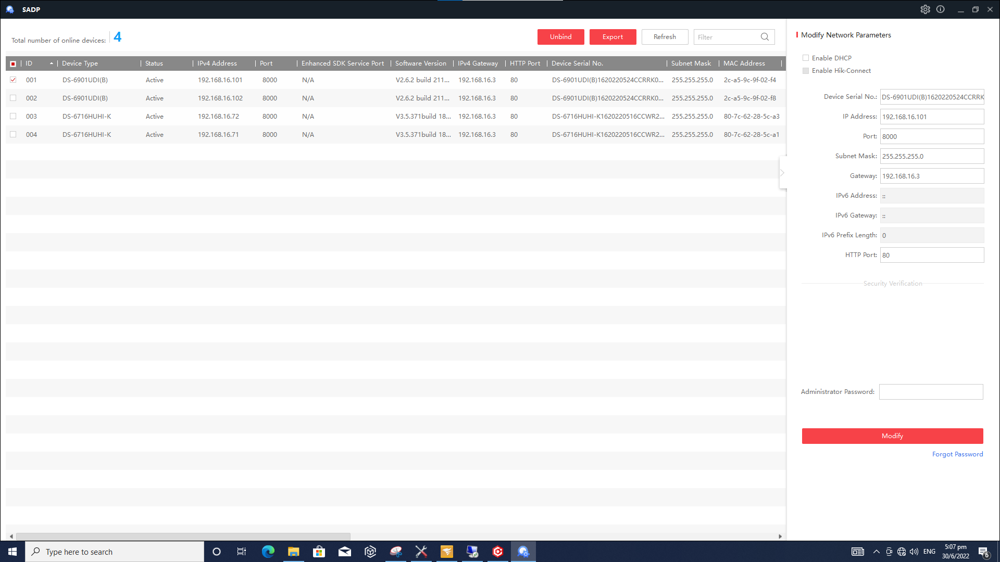 SADP
Total number of online devices: 4
Unbind Export Refresh Filter
ID Device Type Status IPv4 Address Port Enhanced SDK Service Port Software Version IPv4 Gateway HTTP Port Device Serial No. Subnet Mask MAC Address
001 DS-6901UDI(B) Active 192.168.16.101 8000 N/A V2.6.2 build 211... 192.168.16.3 80 DS-6901UDI(B)1620220524CCRRK0... 255.255.255.0 2c-a5-9c-9f-02-f4
002 DS-6901UDI(B) Active 192.168.16.102 8000 N/A V2.6.2 build 211... 192.168.16.3 80 DS-6901UDI(B)1620220524CCRRK0... 255.255.255.0 2c-a5-9c-9f-02-f8
003 DS-6716HUHI-K Active 192.168.16.72 8000 N/A V3.5.371build 18... 192.168.16.3 80 DS-6716HUHI-K1620220516CCWR2... 255.255.255.0 80-7c-62-28-5c-a3
004 DS-6716HUHI-K Active 192.168.16.71 8000 N/A V3.5.371build 18... 192.168.16.3 80 DS-6716HUHI-K1620220516CCWR2... 255.255.255.0 80-7c-62-28-5c-a1
Modify Network Parameters
Enable DHCP
Enable Hik-Connect
Device Serial No.: DS-6901UDI(B)1620220524CCRRK
IP Address: 192.168.16.101
Port: 8000
Subnet Mask: 255.255.255.0
Gateway: 192.168.16.3
IPv6 Address: ::
IPv6 Gateway: ::
IPv6 Prefix Length: 0
HTTP Port: 80
Security Verification
Administrator Password:
Modify
Forgot Password
Type here to search
ENG
5:07 pm
30/6/2022
6